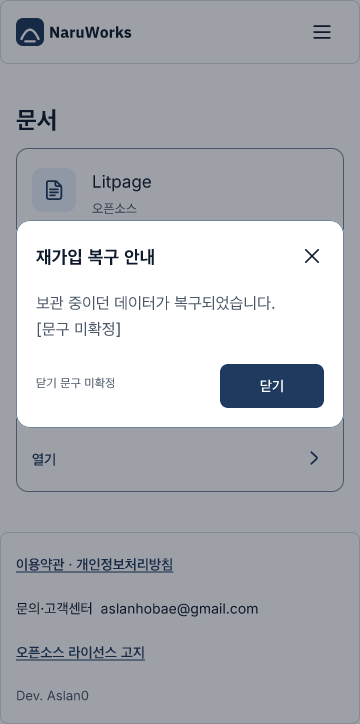 NaruWorks
문서
Litpage
오픈소스
재가입 복구 안내
보관 중이던 데이터가 복구되었습니다.
[문구 미확정]
닫기 문구 미확정
닫기
열기
이용약관 · 개인정보처리방침
문의·고객센터 aslanhobae@gmail.com
오픈소스 라이선스 고지
Dev. Aslan0